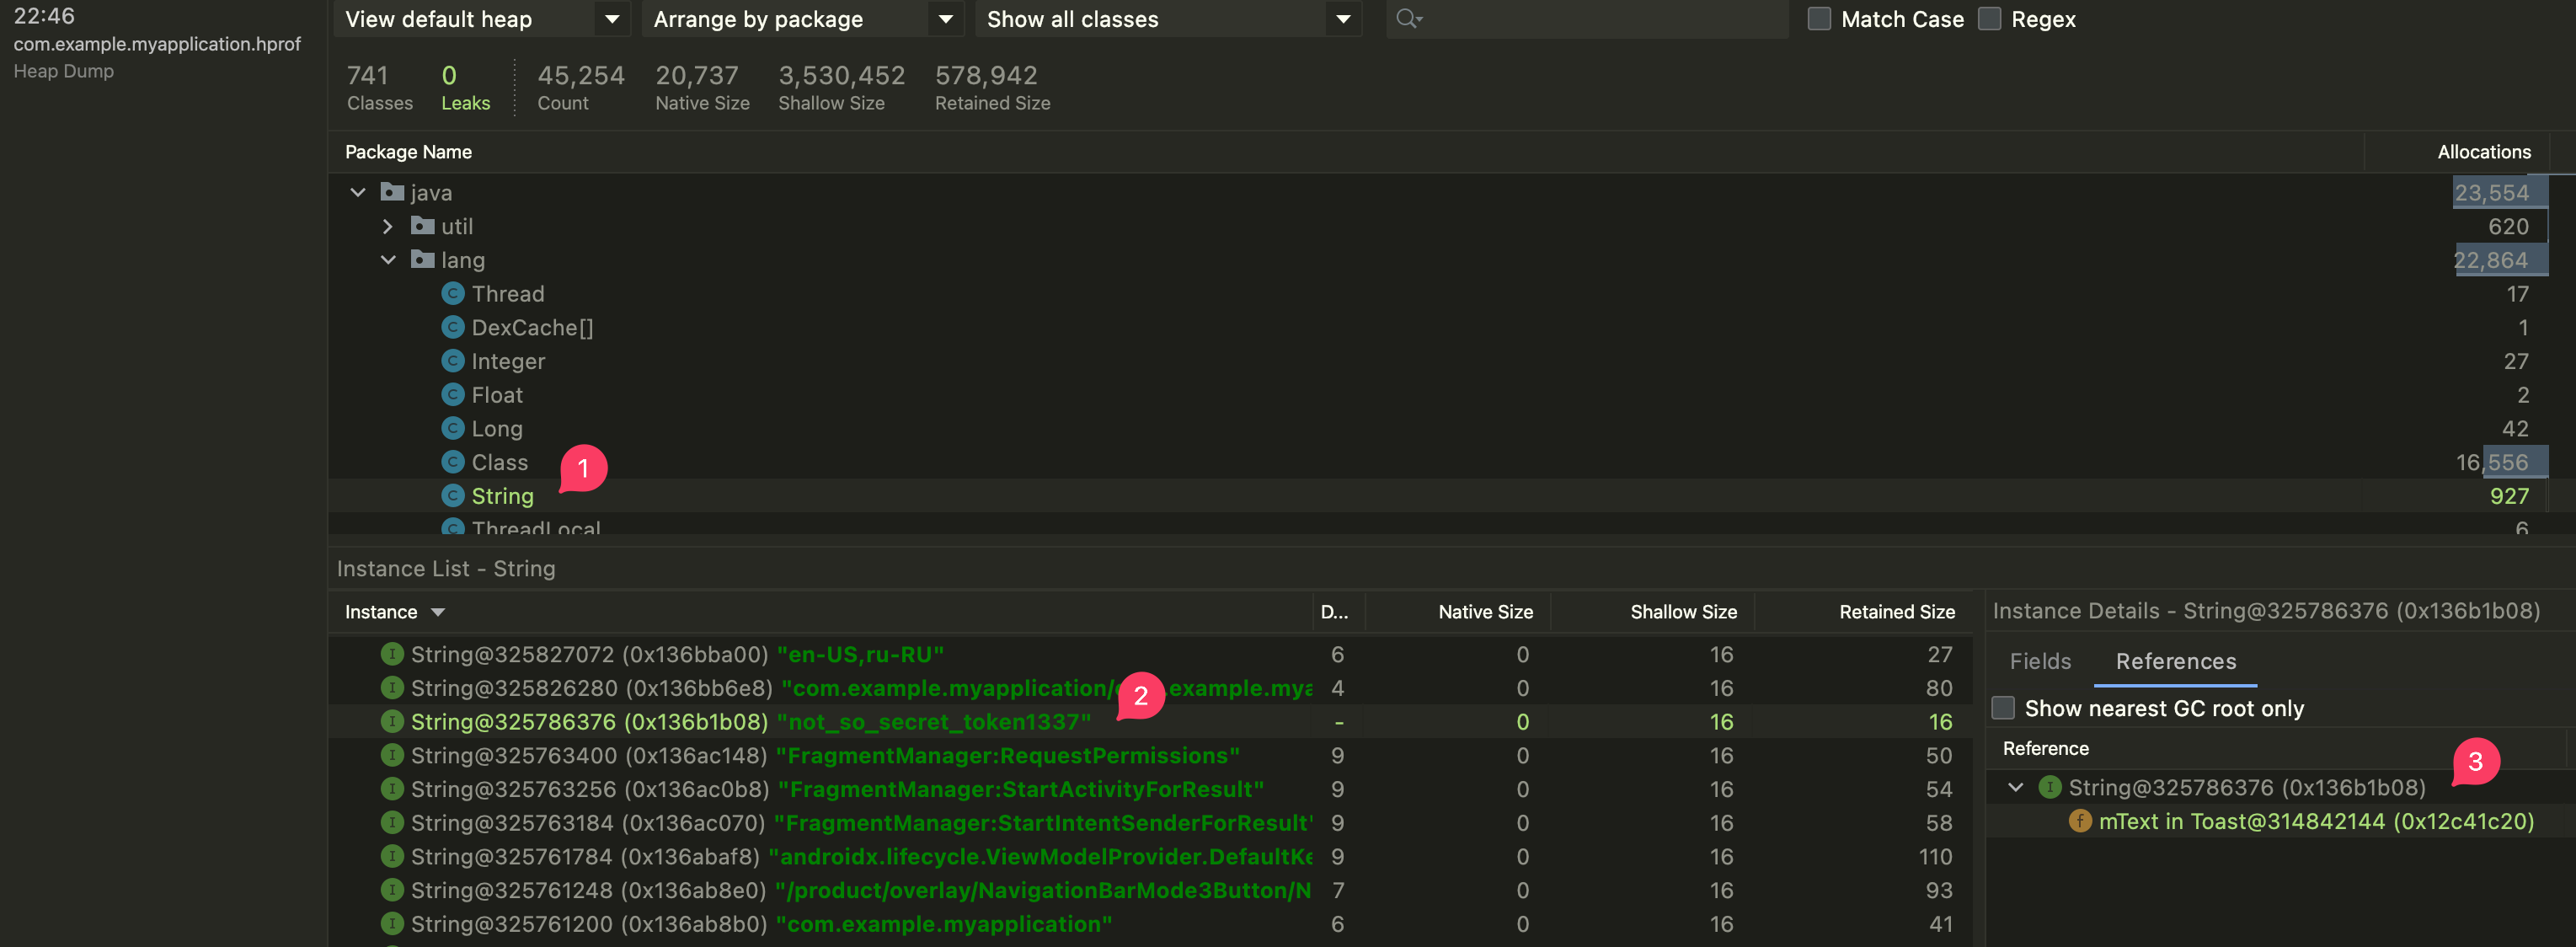 22:46
com.example.myapplication.hprof
Heap Dump
View default heap Arrange by package Show all classes Match Case Regex
741 0 45,254 20,737 3,530,452 578,942
Classes Leaks Count Native Size Shallow Size Retained Size
Package Name Allocations
java 23,554
util 620
lang 22,864
Thread 17
DexCache[] 1
Integer 27
Float 2
Long 42
Class 16,556
1
String 927
ThreadLocal 6
Instance List - String
Instance D... Native Size Shallow Size Retained Size
String@325827072 (0x136bba00) "en-US,ru-RU" 6 0 16 27
String@325826280 (0x136bb6e8) "com.example.myapplication/ .example.mya 4 0 16 80
2
String@325786376 (0x136b1b08) "not_so_secret_token1337" - 0 16 16
String@325763400 (0x136ac148) "FragmentManager:RequestPermissions" 9 0 16 50
String@325763256 (0x136ac0b8) "FragmentManager:StartActivityForResult" 9 0 16 54
String@325763184 (0x136ac070) "FragmentManager:StartIntentSenderForResult" 9 0 16 58
String@325761784 (0x136abaf8) "androidx.lifecycle.ViewModelProvider.DefaultKe 9 0 16 110
String@325761248 (0x136ab8e0) "/product/overlay/NavigationBarMode3Button/N 7 0 16 93
String@325761200 (0x136ab8b0) "com.example.myapplication" 6 0 16 41
Instance Details - String@325786376 (0x136b1b08)
Fields References
Show nearest GC root only
Reference
3
String@325786376 (0x136b1b08)
mText in Toast@314842144 (0x12c41c20)